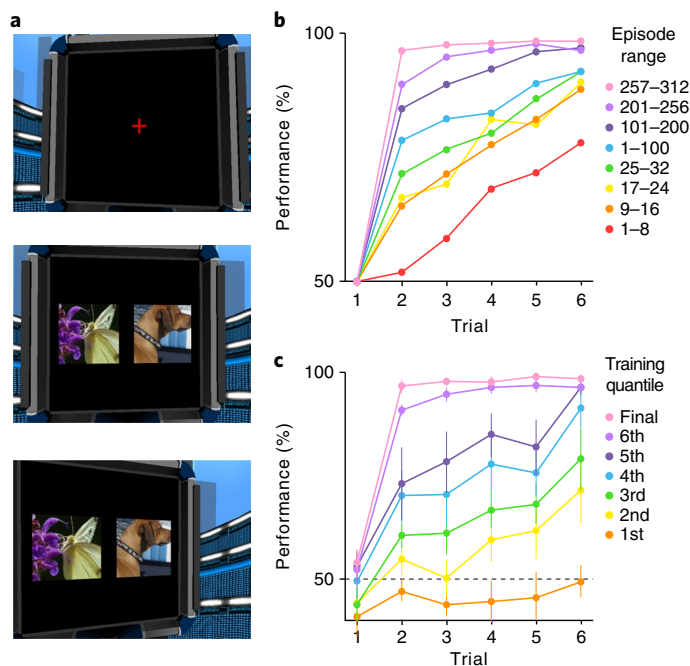 a
b
100
50
Performance (%)
1 2 3 4 5 6
Trial
Episode
range
257–312
201–256
101–200
1–100
25–32
17–24
9–16
1–8
c
100
50
Performance (%)
1 2 3 4 5 6
Trial
Training
quantile
Final
6th
5th
4th
3rd
2nd
1st